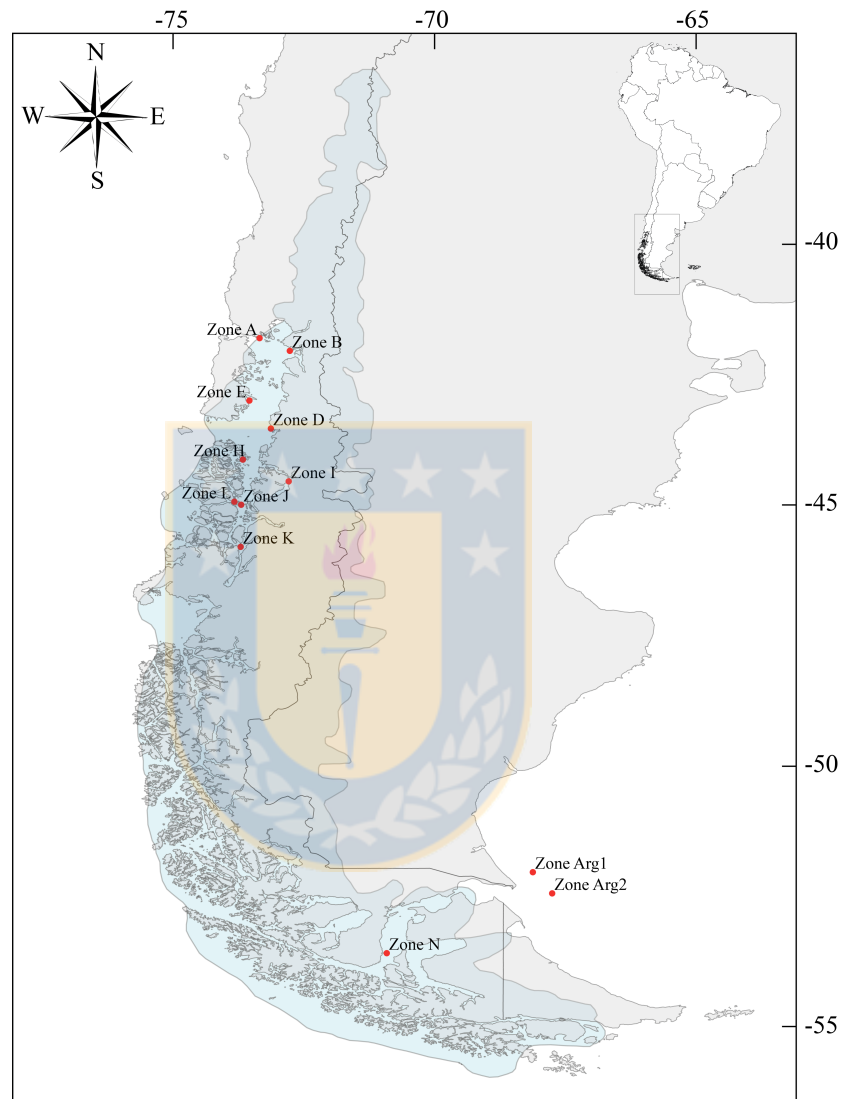 -75
-70
-65
N
W
E
S
-40
Zone A
Zone B
Zone E
Zone D
Zone H
Zone I
Zone L
Zone J
-45
Zone K
-50
Zone Arg1
Zone Arg2
Zone N
-55